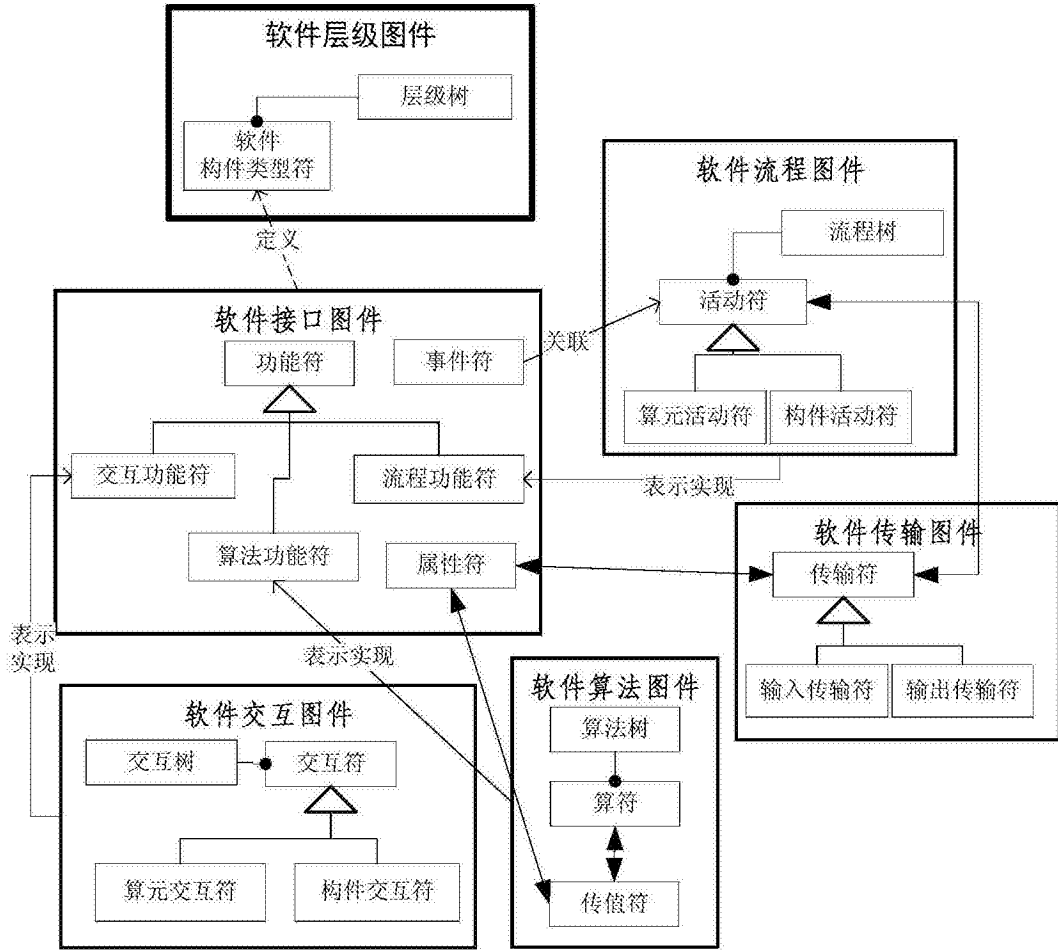 软件层级图件
层级树
软件
构件类型符
定义
软件流程图件
流程树
活动符
算元活动符
构件活动符
软件接口图件
功能符
事件符
关联
交互功能符
流程功能符
表示实现
算法功能符
属性符
软件传输图件
传输符
输入传输符
输出传输符
表示
实现
表示实现
软件交互图件
交互树
交互符
算元交互符
构件交互符
软件算法图件
算法树
算符
传值符